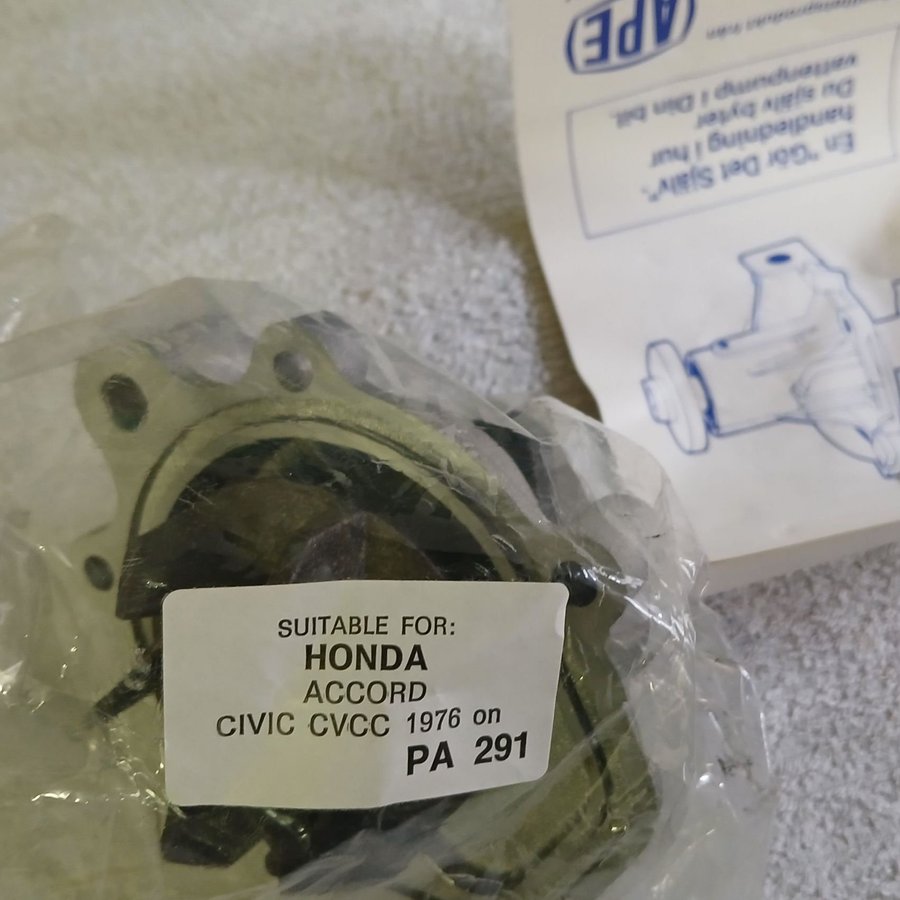 SUITABLE FOR:
HONDA
ACCORD
CIVIC CVCC 1976 on
PA 291
En "Gör Det Själv"-
handledning i hur
Du själv byter
vattenpump i Din bil.
från
APE